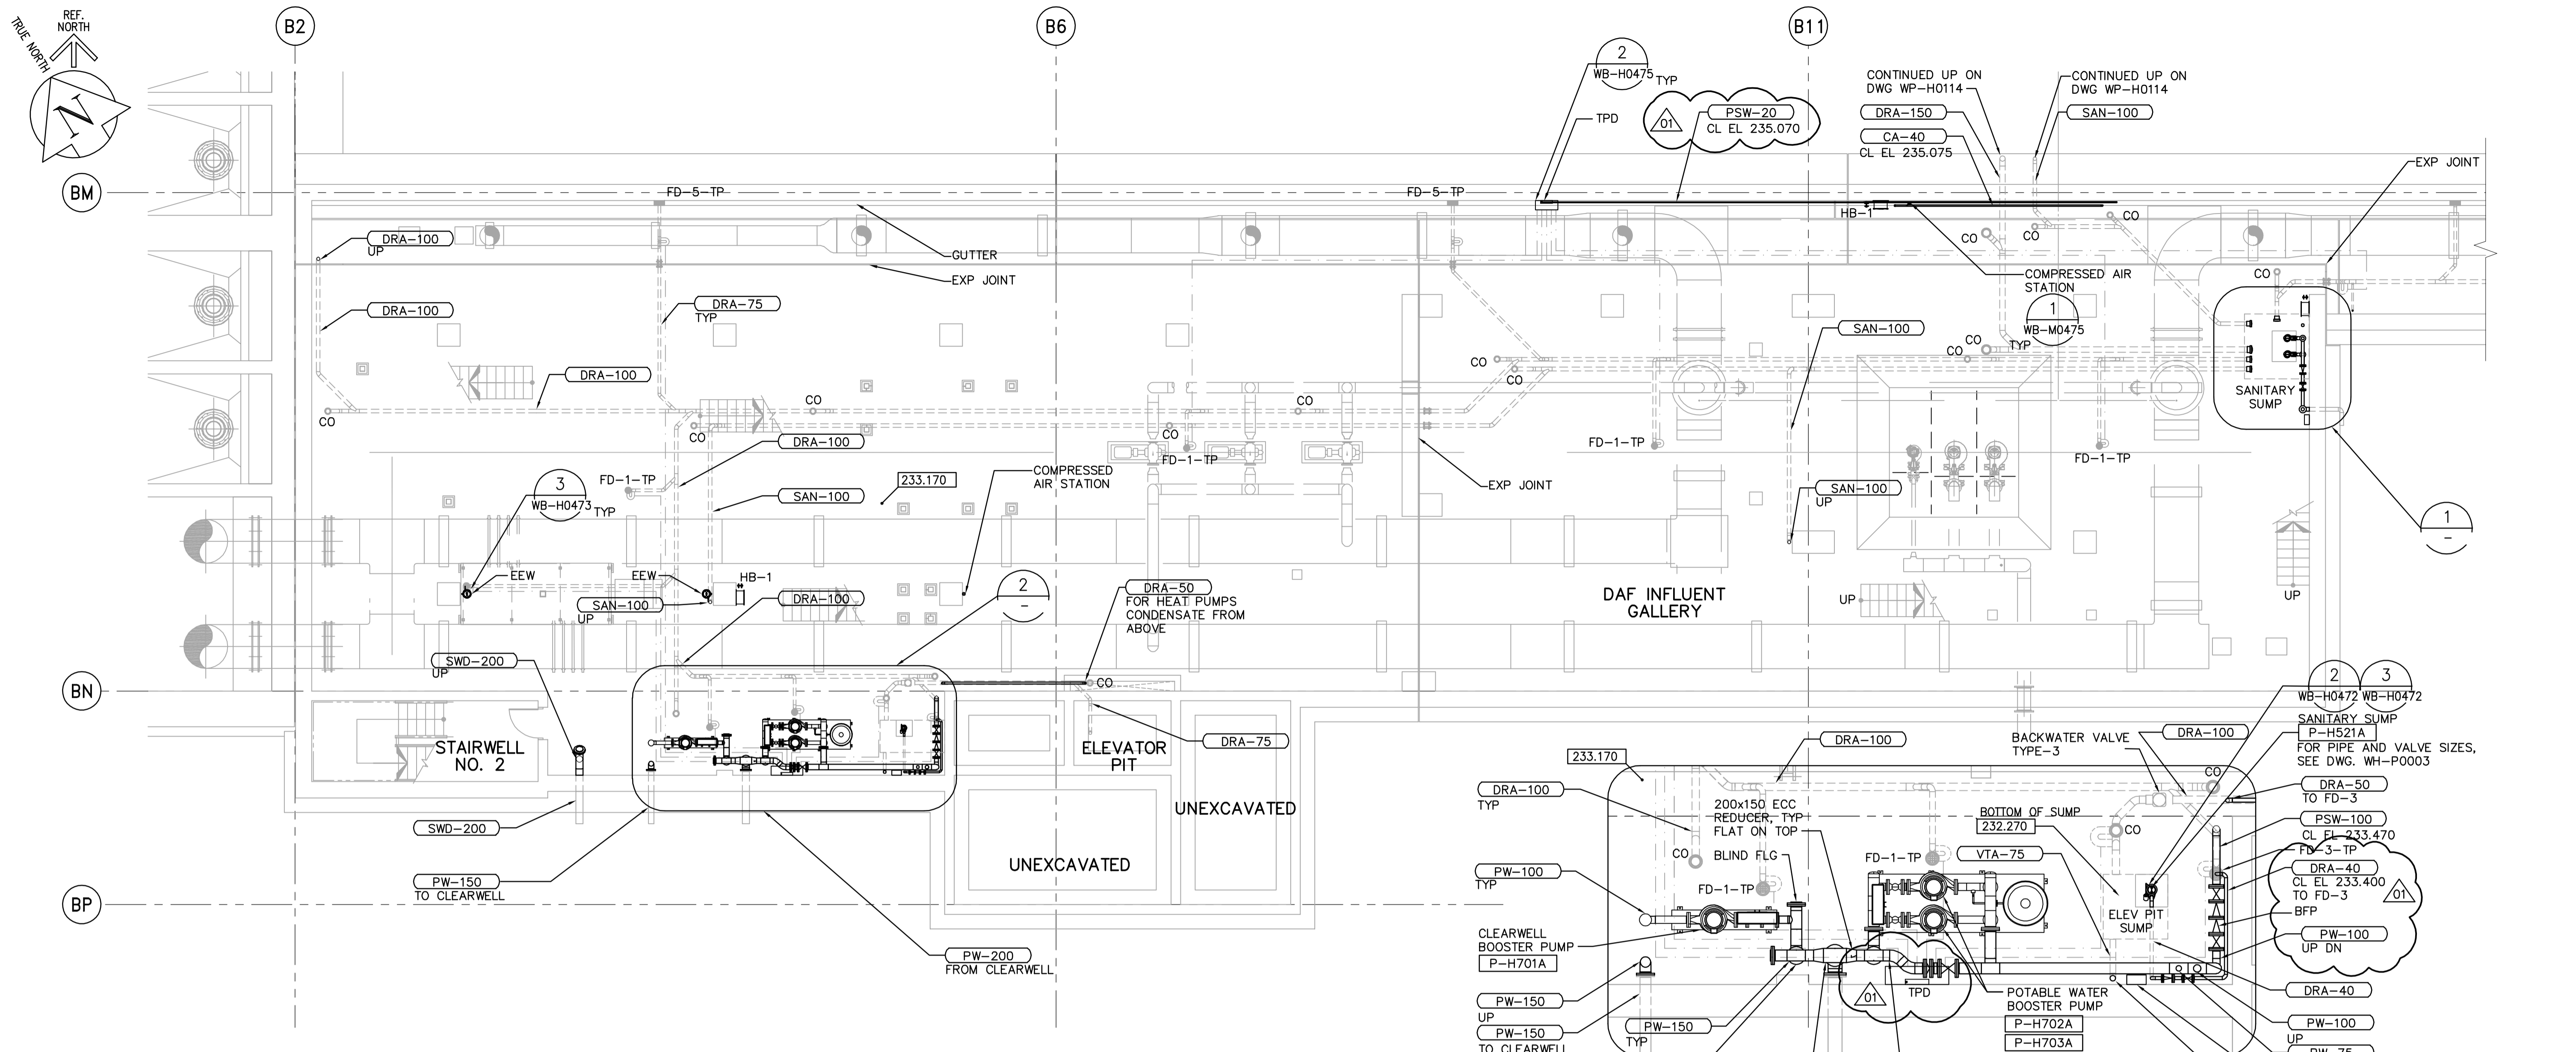 REF.
NORTH
TRUE NORTH
N
B2
B6
B11
2
WB-H0475 TYP
TPD
01
PSW-20
CL EL 235.070
CONTINUED UP ON
DWG WP-H0114
DRA-150
CA-40
CL EL 235.075
CONTINUED UP ON
DWG WP-H0114
SAN-100
EXP JOINT
BM
FD-5-TP
FD-5-TP
HB-1
CO
CO
CO
CO
DRA-100
UP
GUTTER
EXP JOINT
COMPRESSED AIR
STATION
1
WB-M0475
TYP
DRA-100
DRA-75
TYP
SAN-100
CO
CO
CO
CO
SANITARY
SUMP
DRA-100
CO
CO
CO
CO
CO
DRA-100
FD-1-TP
FD-1-TP
FD-1-TP
FD-1-TP
3
WB-H0473 TYP
SAN-100
233.170
COMPRESSED
AIR STATION
EXP JOINT
SAN-100
UP
1
-
EEW
EEW
HB-1
SAN-100
UP
DRA-100
2
-
DRA-50
FOR HEAT PUMPS
CONDENSATE FROM
ABOVE
DAF INFLUENT
GALLERY
UP
UP
SWD-200
UP
BN
CO
STAIRWELL
NO. 2
ELEVATOR
PIT
DRA-75
UNEXCAVATED
UNEXCAVATED
SWD-200
PW-150
TO CLEARWELL
BP
PW-200
FROM CLEARWELL
2
WB-H0472
3
WB-H0472
SANITARY SUMP
P-H521A
FOR PIPE AND VALVE SIZES,
SEE DWG. WH-P0003
BACKWATER VALVE
TYPE-3
DRA-100
DRA-100
233.170
CO
DRA-50
TO FD-3
DRA-100
TYP
200x150 ECC
REDUCER, TYP
FLAT ON TOP
BOTTOM OF SUMP
232.270
PSW-100
CL EL 233.470
FD-3-TP
CO
CO
BLIND FLG
FD-1-TP
VTA-75
DRA-40
CL EL 233.400
TO FD-3
01
PW-100
TYP
FD-1-TP
BFP
ELEV PIT
SUMP
PW-100
UP DN
CLEARWELL
BOOSTER PUMP
P-H701A
01
TPD
POTABLE WATER
BOOSTER PUMP
P-H702A
P-H703A
DRA-40
PW-150
UP
PW-150
TO CLEARWELL
PW-150
TYP
PW-100
UP
PW-75